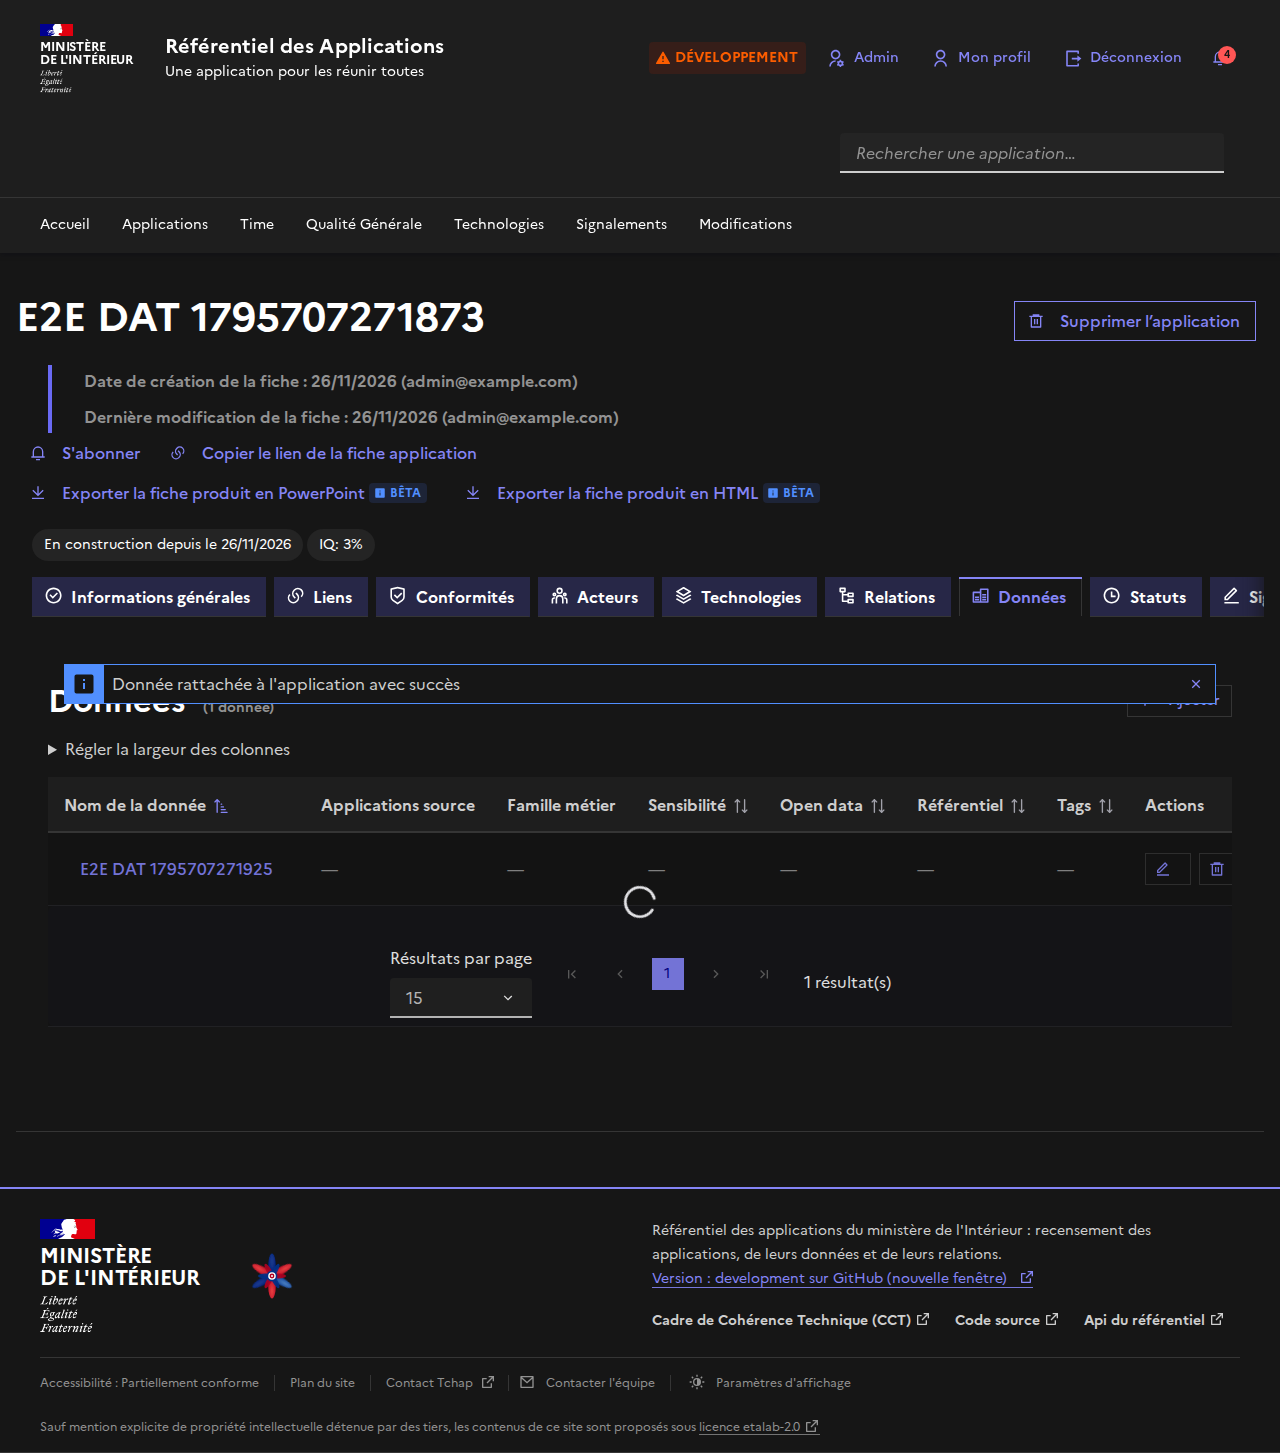 MINISTÈRE
DE L'INTÉRIEUR
Liberté
Égalité
Fraternité
Référentiel des Applications
Une application pour les réunir toutes
DÉVELOPPEMENT
Admin
Mon profil
Déconnexion
4
Rechercher une application…
Accueil
Applications
Time
Qualité Générale
Technologies
Signalements
Modifications
E2E DAT 1795707271873
Supprimer l’application
Date de création de la fiche : 26/11/2026 (admin@example.com)
Dernière modification de la fiche : 26/11/2026 (admin@example.com)
S'abonner
Copier le lien de la fiche application
Exporter la fiche produit en PowerPoint BÊTA
Exporter la fiche produit en HTML BÊTA
En construction depuis le 26/11/2026
IQ: 3%
Informations générales
Liens
Conformités
Acteurs
Technologies
Relations
Données
Statuts
Donnée rattachée à l'application avec succès
Données (1 donnée)
Ajouter
Régler la largeur des colonnes
Nom de la donnée
Applications source
Famille métier
Sensibilité
Open data
Référentiel
Tags
Actions
E2E DAT 1795707271925
—
—
—
—
—
—
Résultats par page
15
1
1 résultat(s)
MINISTÈRE
DE L'INTÉRIEUR
Liberté
Égalité
Fraternité
Référentiel des applications du ministère de l'Intérieur : recensement des
applications, de leurs données et de leurs relations.
Version : development sur GitHub (nouvelle fenêtre)
Cadre de Cohérence Technique (CCT)
Code source
Api du référentiel
Accessibilité : Partiellement conforme
Plan du site
Contact Tchap
Contacter l'équipe
Paramètres d'affichage
Sauf mention explicite de propriété intellectuelle détenue par des tiers, les contenus de ce site sont proposés sous licence etalab-2.0